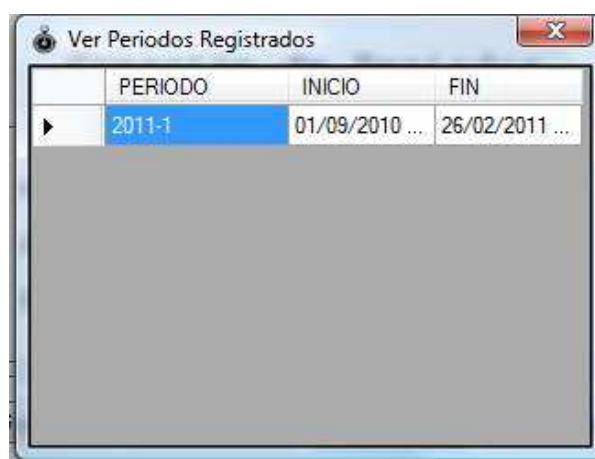 Ver Periodos Registrados
PERIODO INICIO FIN
2011-1 01/09/2010 ... 26/02/2011 ...